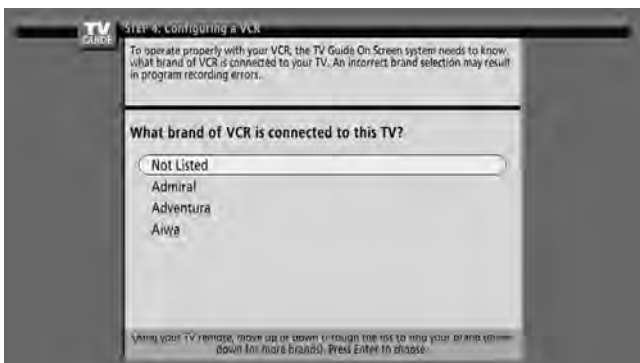 TV
GUIDE
STEP 4: Configuring a VCR
To operate properly with your VCR, the TV Guide On Screen system needs to know
what brand of VCR is connected to your TV. An incorrect brand selection may result
in program recording errors.
What brand of VCR is connected to this TV?
Not Listed
Admiral
Adventura
Aiwa
Using your TV remote, move up or down through the list to find your brand (move
down for more brands). Press Enter to choose.